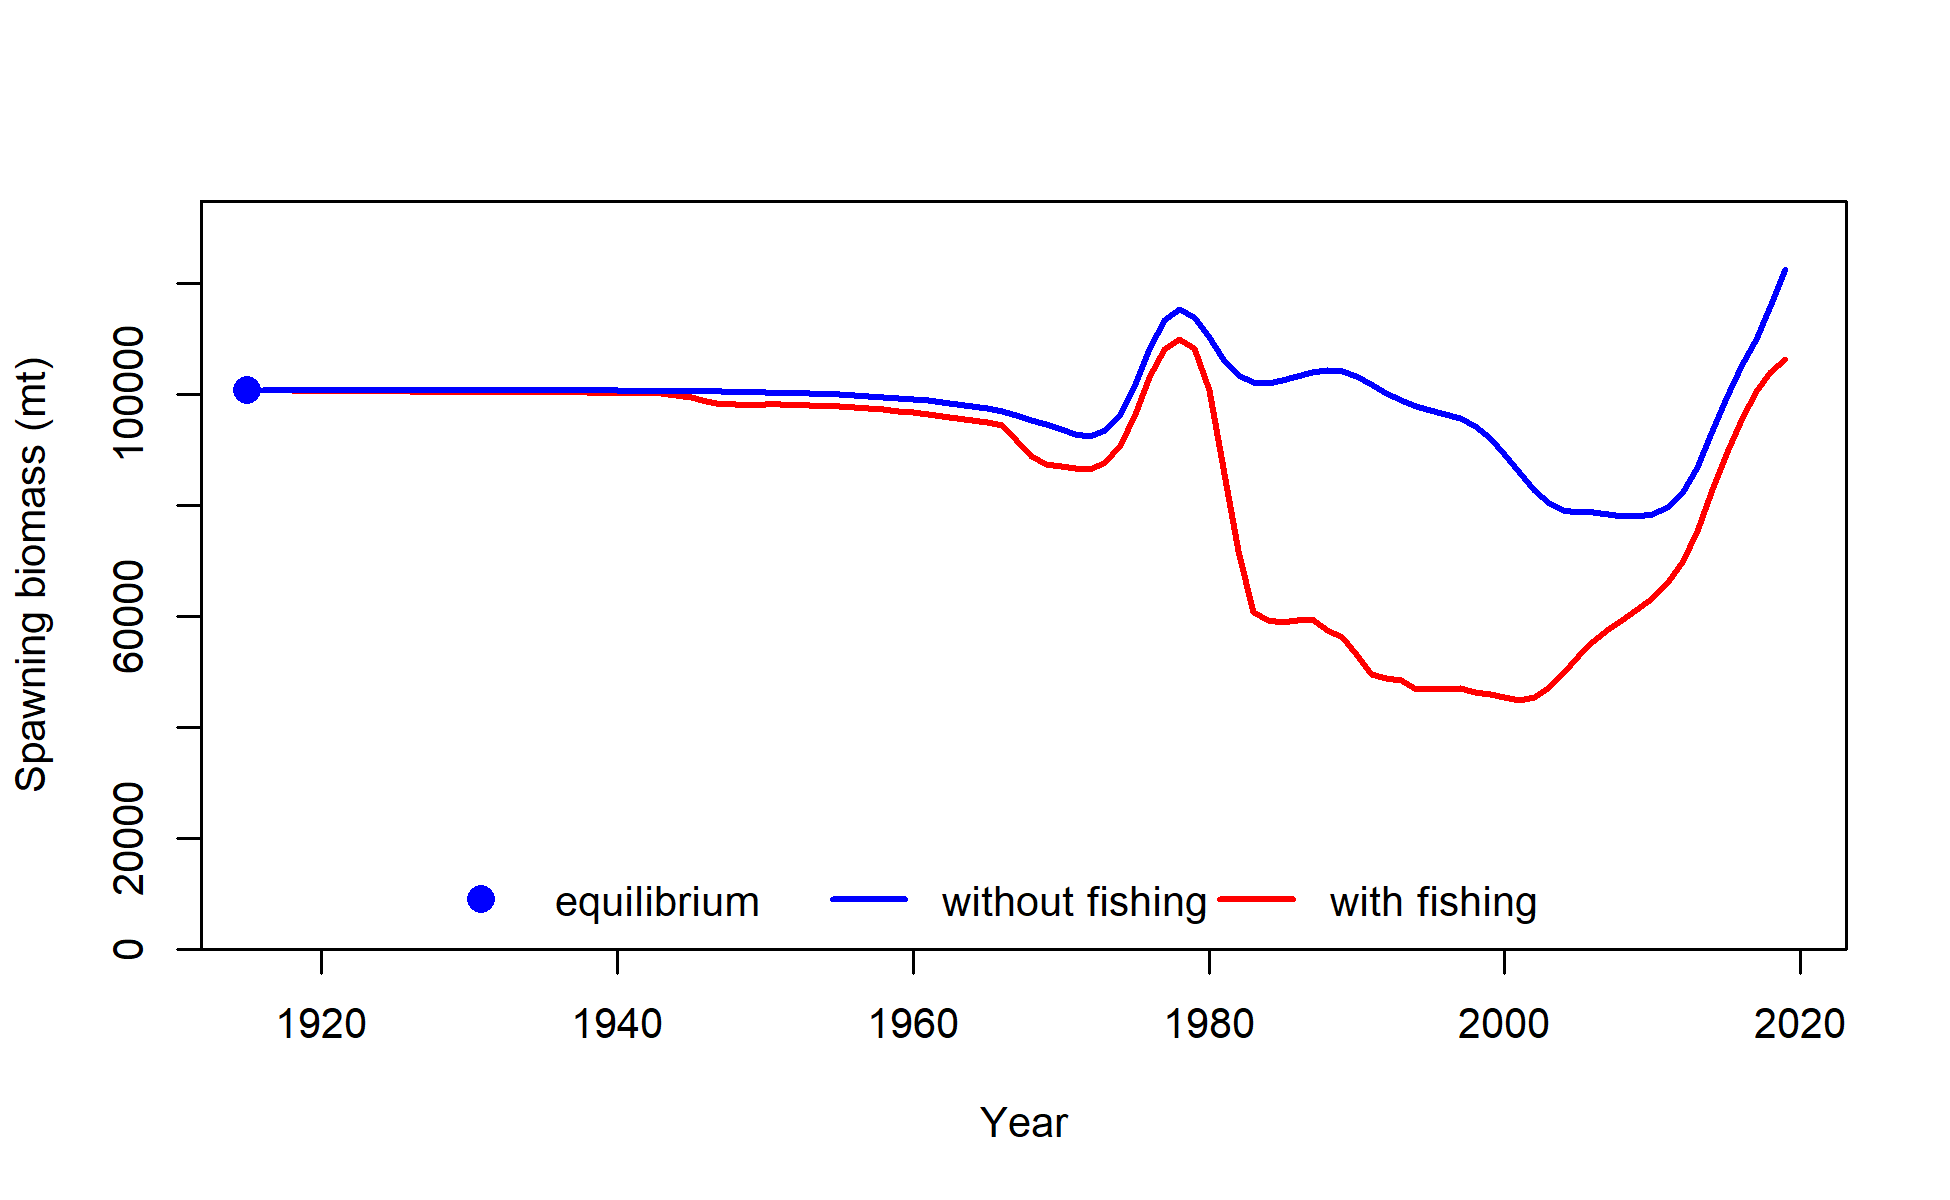 Spawning biomass (mt)
100000
60000
20000
0
equilibrium without fishing with fishing
1920 1940 1960 1980 2000 2020
Year